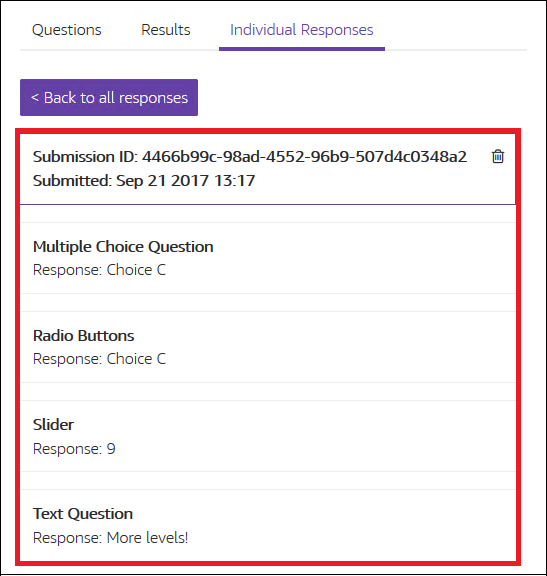 Questions Results Individual Responses
< Back to all responses
Submission ID: 4466b99c-98ad-4552-96b9-507d4c0348a2
Submitted: Sep 21 2017 13:17
Multiple Choice Question
Response: Choice C
Radio Buttons
Response: Choice C
Slider
Response: 9
Text Question
Response: More levels!